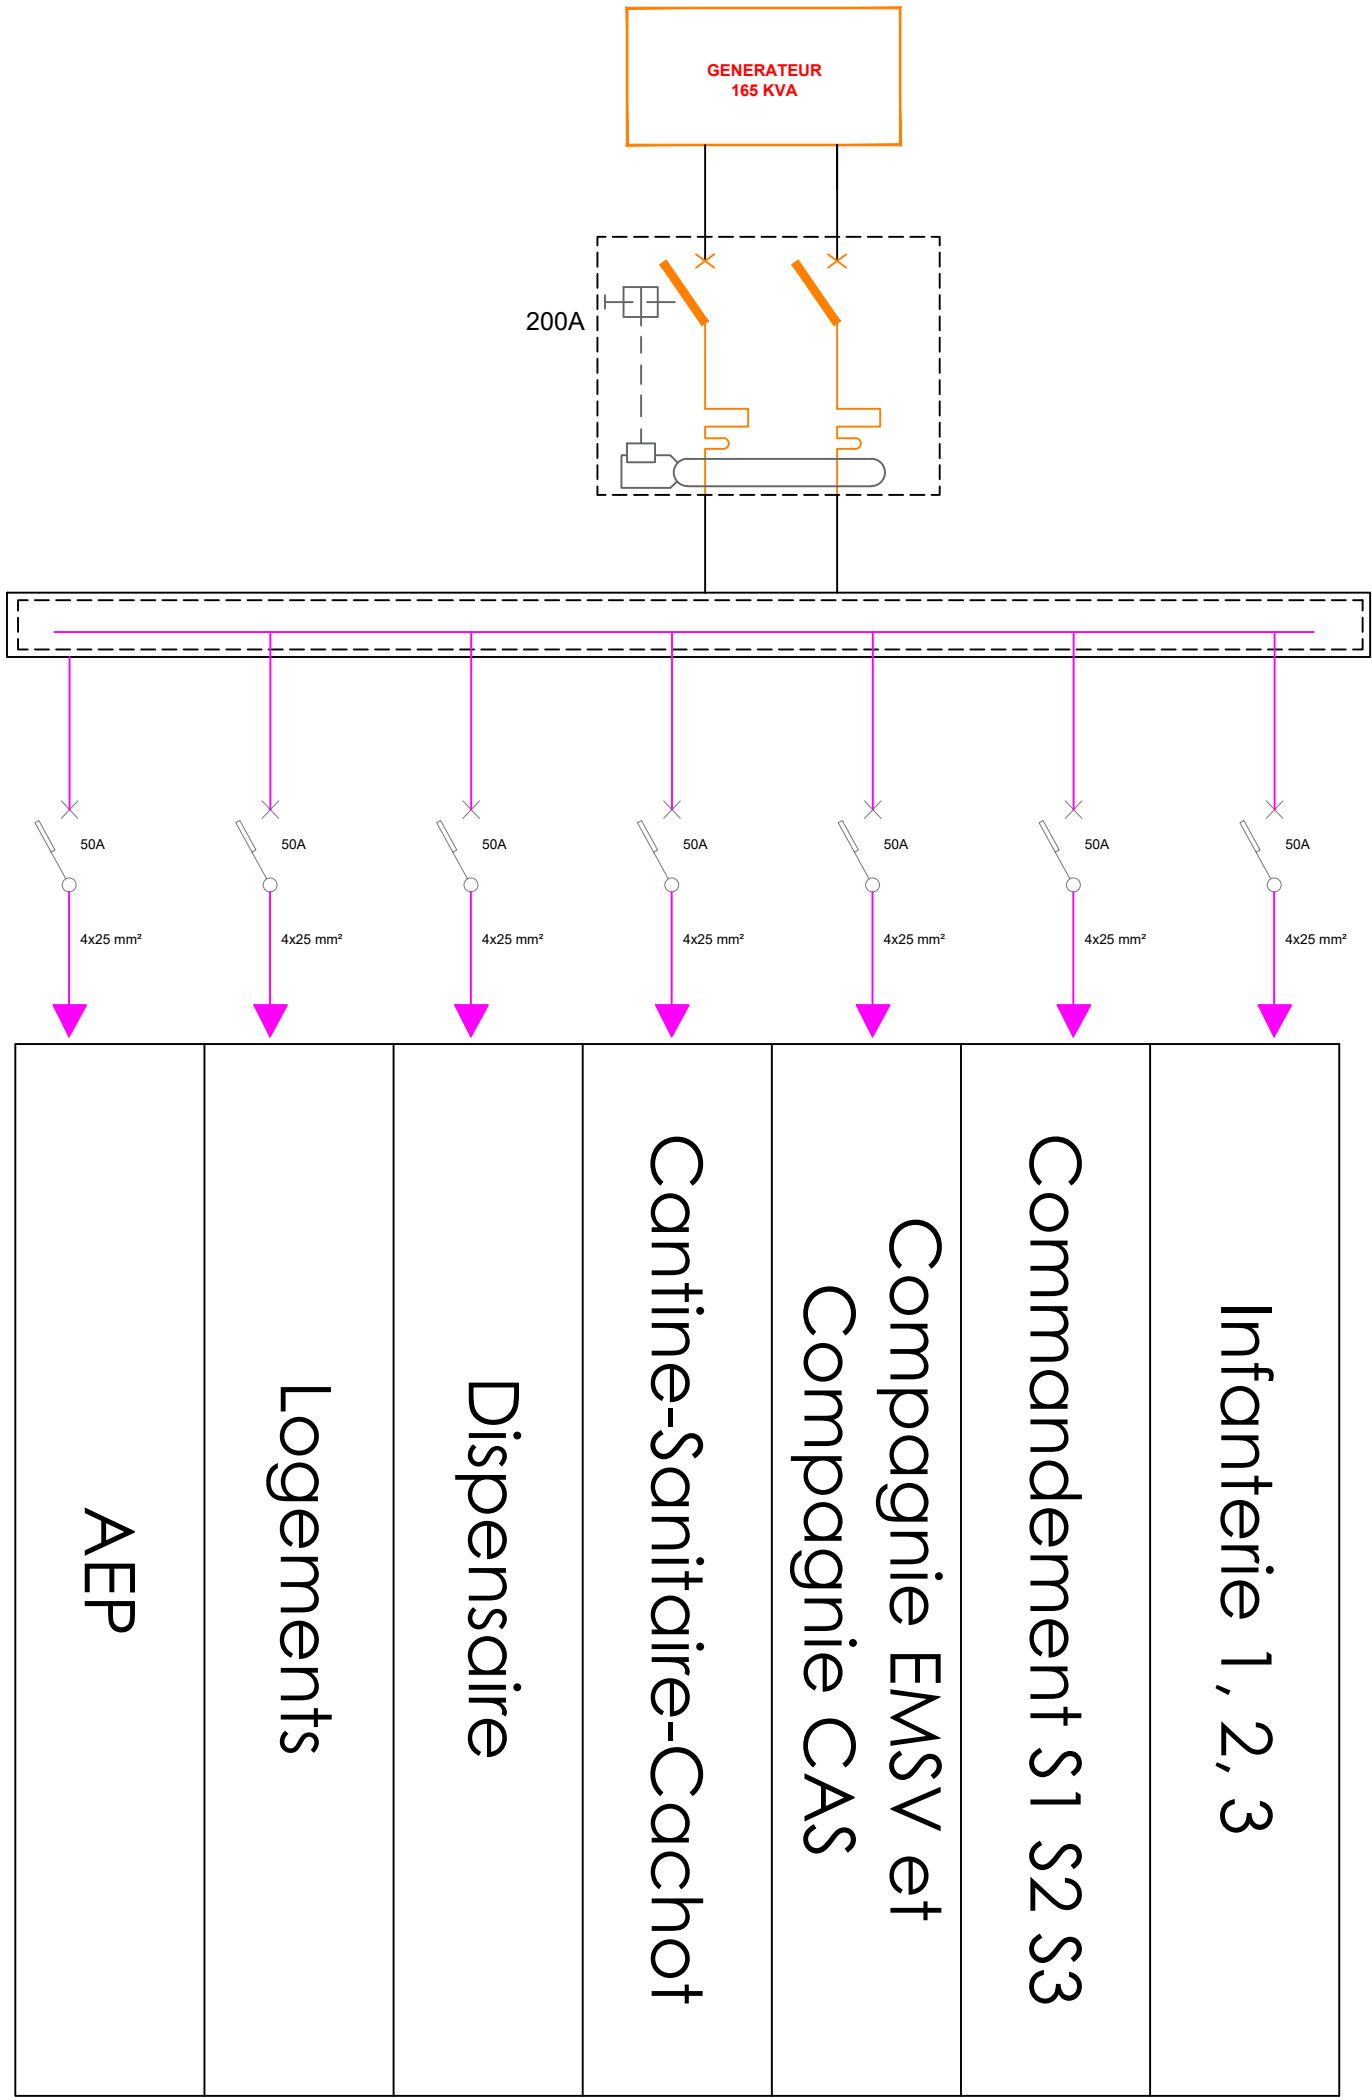 GENERATEUR
165 KVA
200A
50A
50A
50A
50A
50A
50A
50A
4x25 mm²
4x25 mm²
4x25 mm²
4x25 mm²
4x25 mm²
4x25 mm²
4x25 mm²
AEP
Logements
Dispensaire
Cantine-Sanitaire-Cachot
Compagnie EMSV et
Compagnie CAS
Commandement S1 S2 S3
Infanterie 1, 2, 3